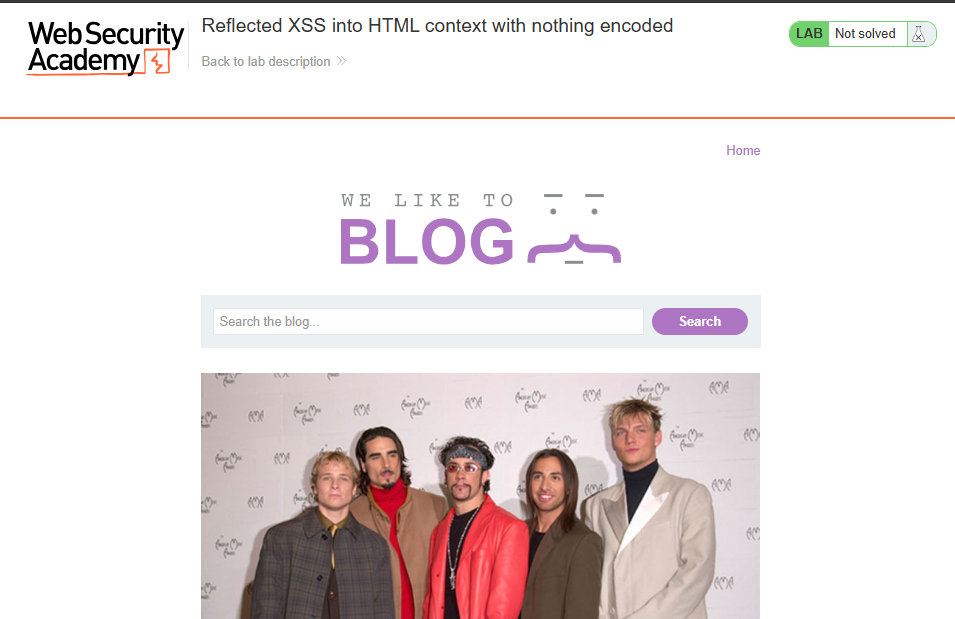 Web Security
Academy
Reflected XSS into HTML context with nothing encoded
Back to lab description
LAB Not solved
Home
WE LIKE TO
BLOG
Search the blog...
Search